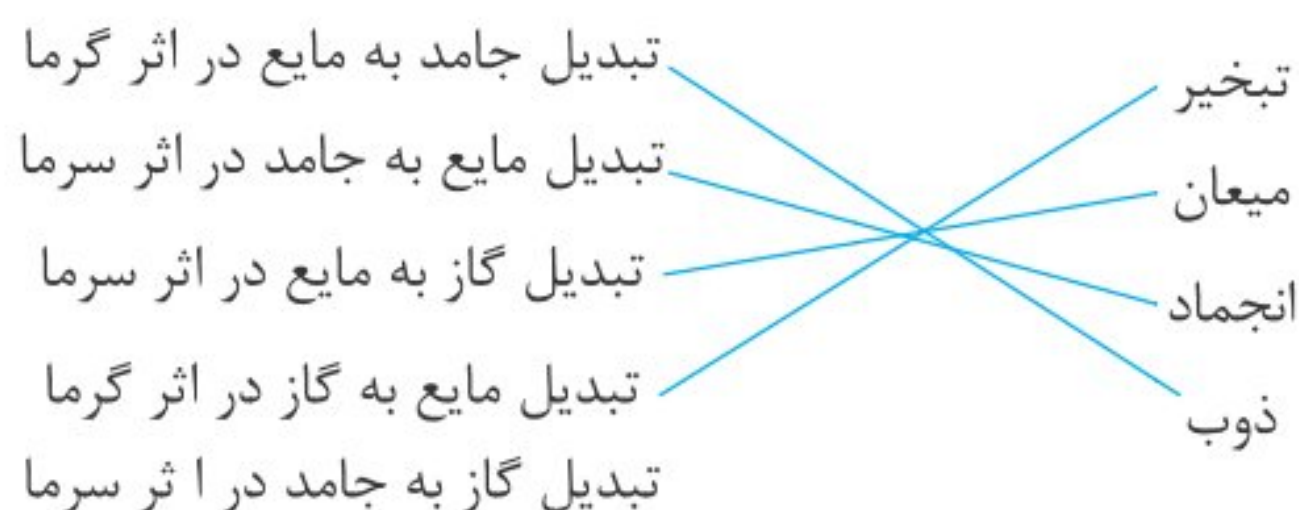 تبخیر
میعان
انجماد
ذوب
تبدیل جامد به مایع در اثر گرما
تبدیل مایع به جامد در اثر سرما
تبدیل گاز به مایع در اثر سرما
تبدیل مایع به گاز در اثر گرما
تبدیل گاز به جامد در ا ثر سرما